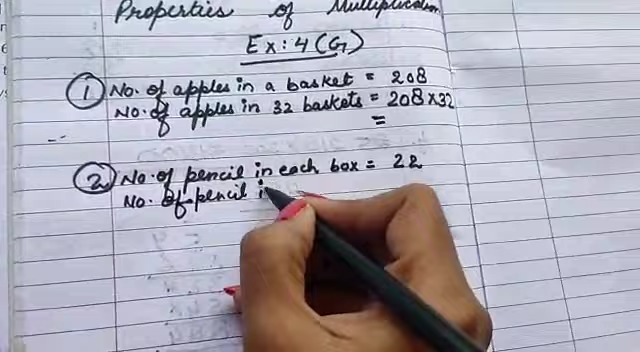 Properties of Multiplication
Ex: 4 (G)
1 No. of apples in a basket = 208
No. of apples in 32 baskets = 208 × 32
=
2 No. of pencil in each box = 22
No. of pencil i